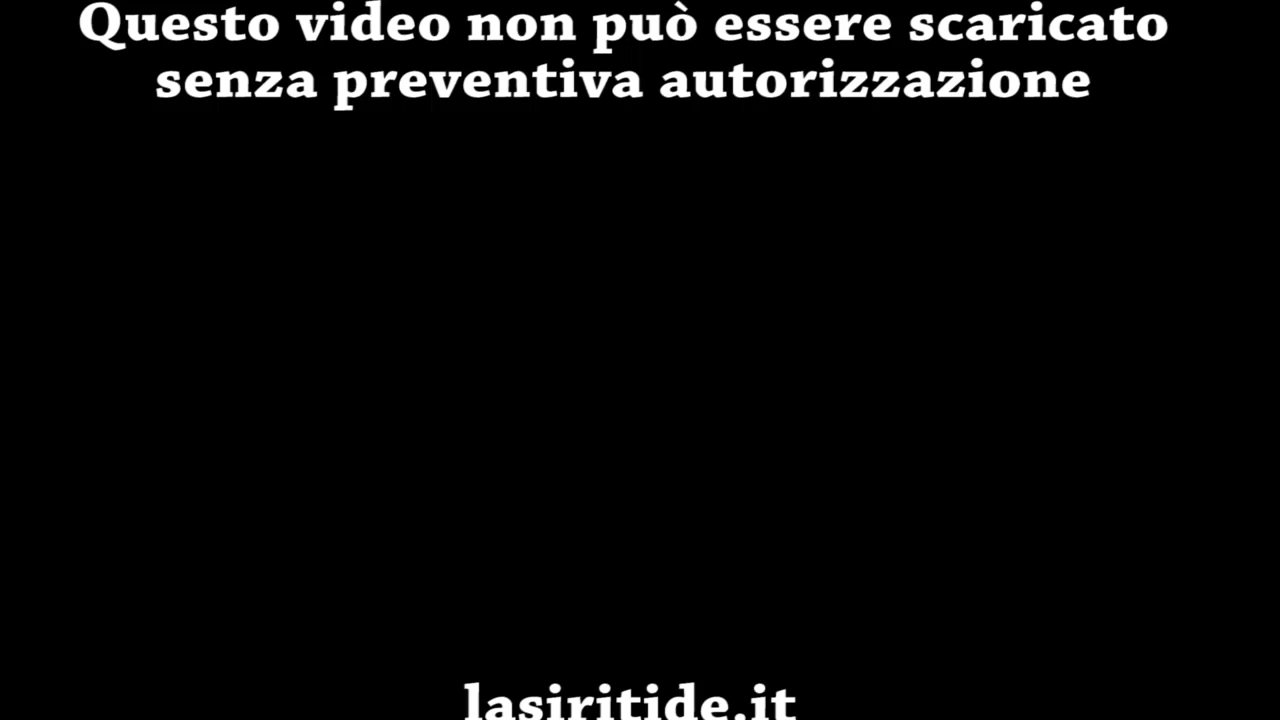 Questo video non può essere scaricato
senza preventiva autorizzazione
lasiritide.it